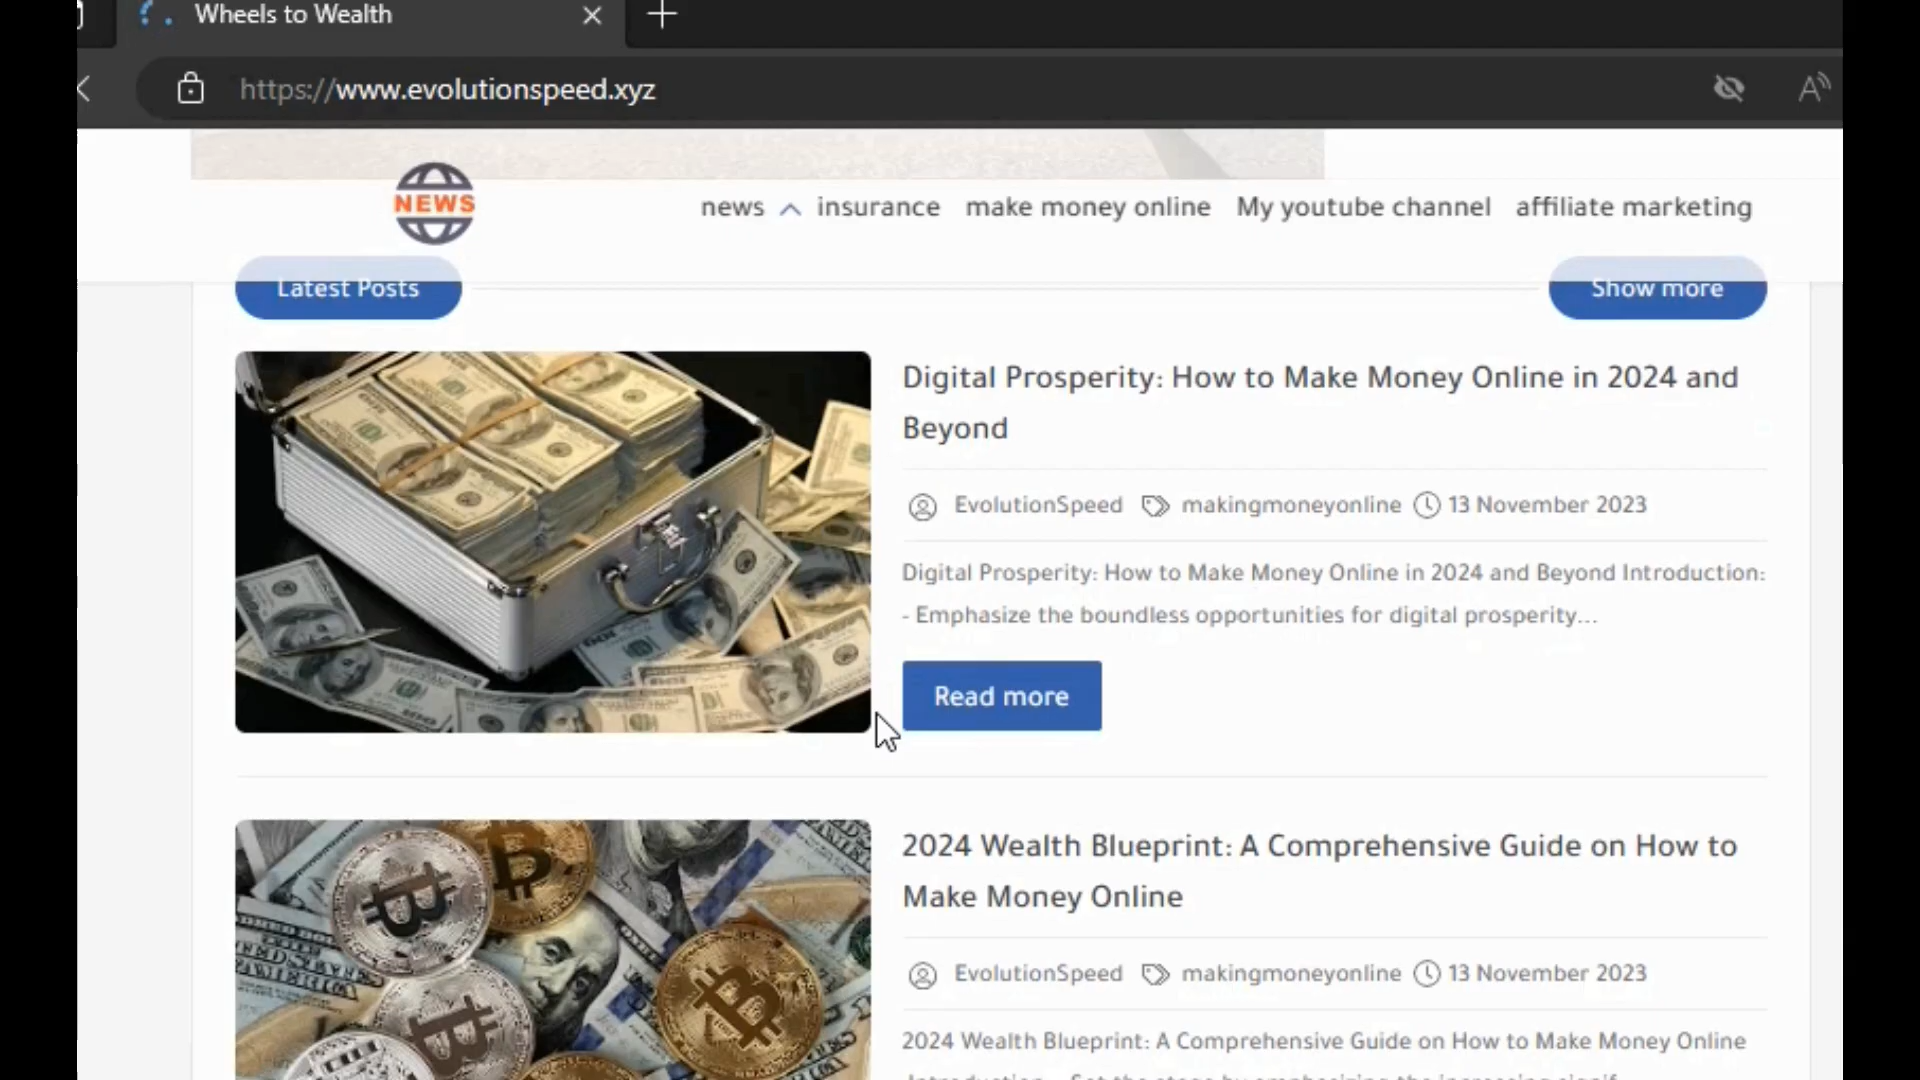 Wheels to Wealth
https://www.evolutionspeed.xyz
NEWS
news insurance make money online My youtube channel affiliate marketing
Latest Posts
Show more
Digital Prosperity: How to Make Money Online in 2024 and
Beyond
EvolutionSpeed makingmoneyonline 13 November 2023
Digital Prosperity: How to Make Money Online in 2024 and Beyond Introduction:
- Emphasize the boundless opportunities for digital prosperity...
Read more
2024 Wealth Blueprint: A Comprehensive Guide on How to
Make Money Online
EvolutionSpeed makingmoneyonline 13 November 2023
2024 Wealth Blueprint: A Comprehensive Guide on How to Make Money Online